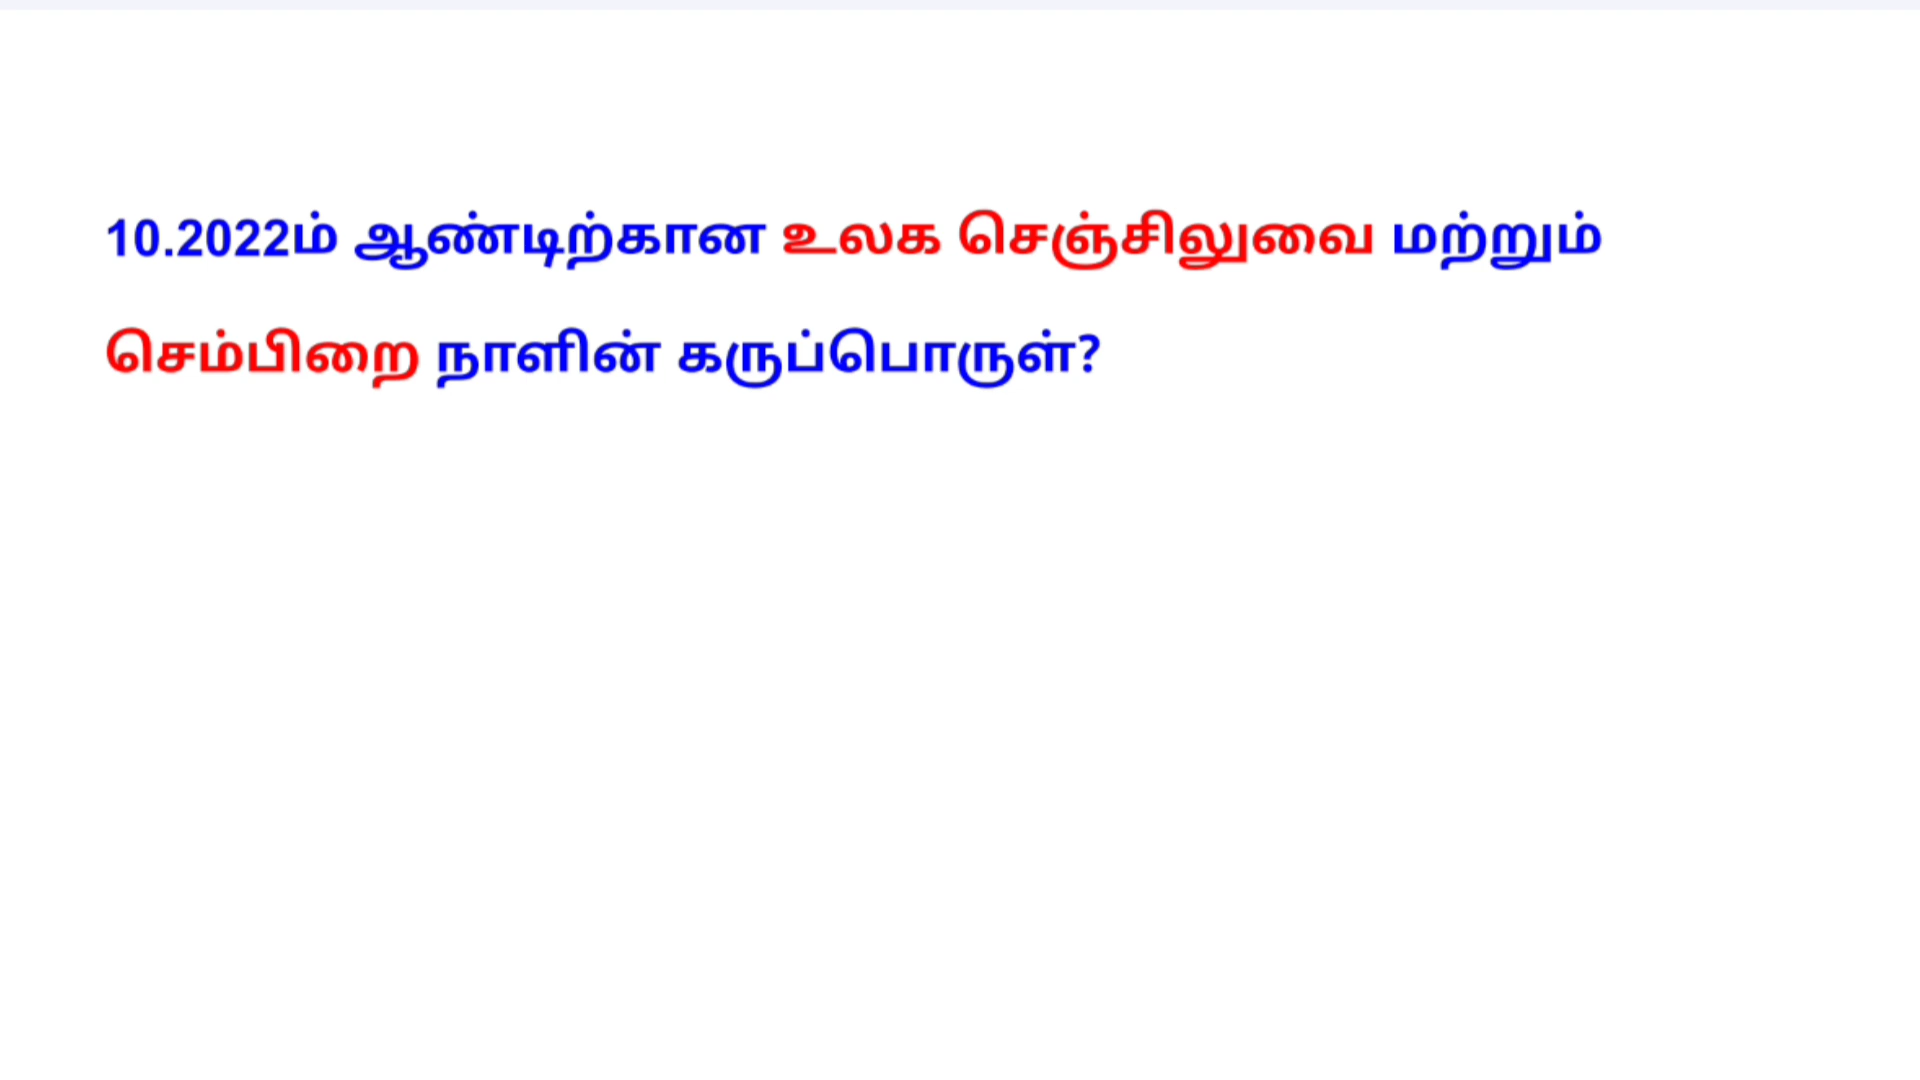 10.2022ம் ஆண்டிற்கான உலக செஞ்சிலுவை மற்றும்
செம்பிறை நாளின் கருப்பொருள்?